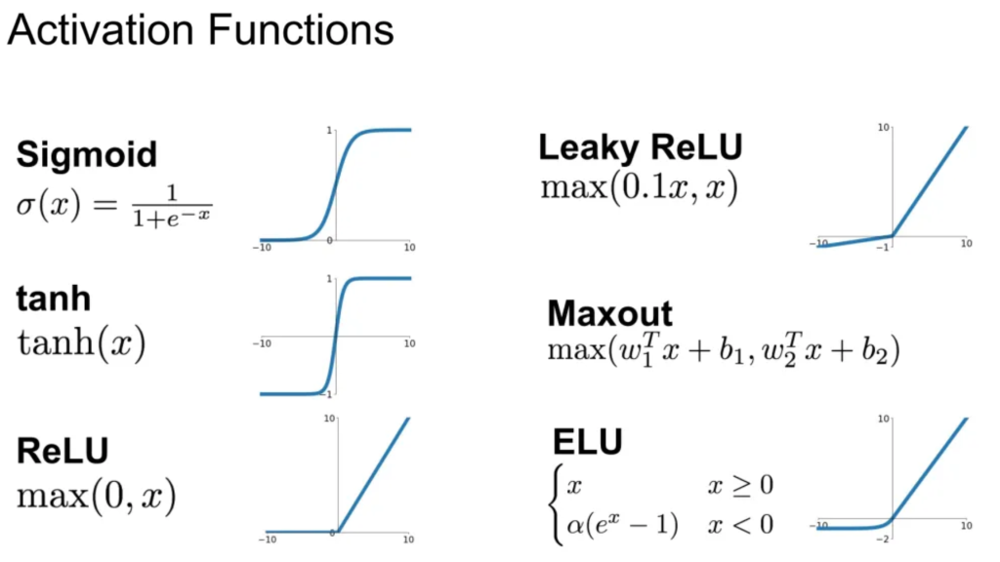 Activation Functions
Sigmoid
σ(x) = 1/(1+e^{-x})
1
0
-10
10
tanh
tanh(x)
1
-10
10
-1
ReLU
max(0, x)
10
0
-10
10
Leaky ReLU
max(0.1x, x)
10
-10
-1
10
Maxout
max(w_1^T x + b_1, w_2^T x + b_2)
ELU
{ x x ≥ 0
α(e^x − 1) x < 0
10
-10
-2
10